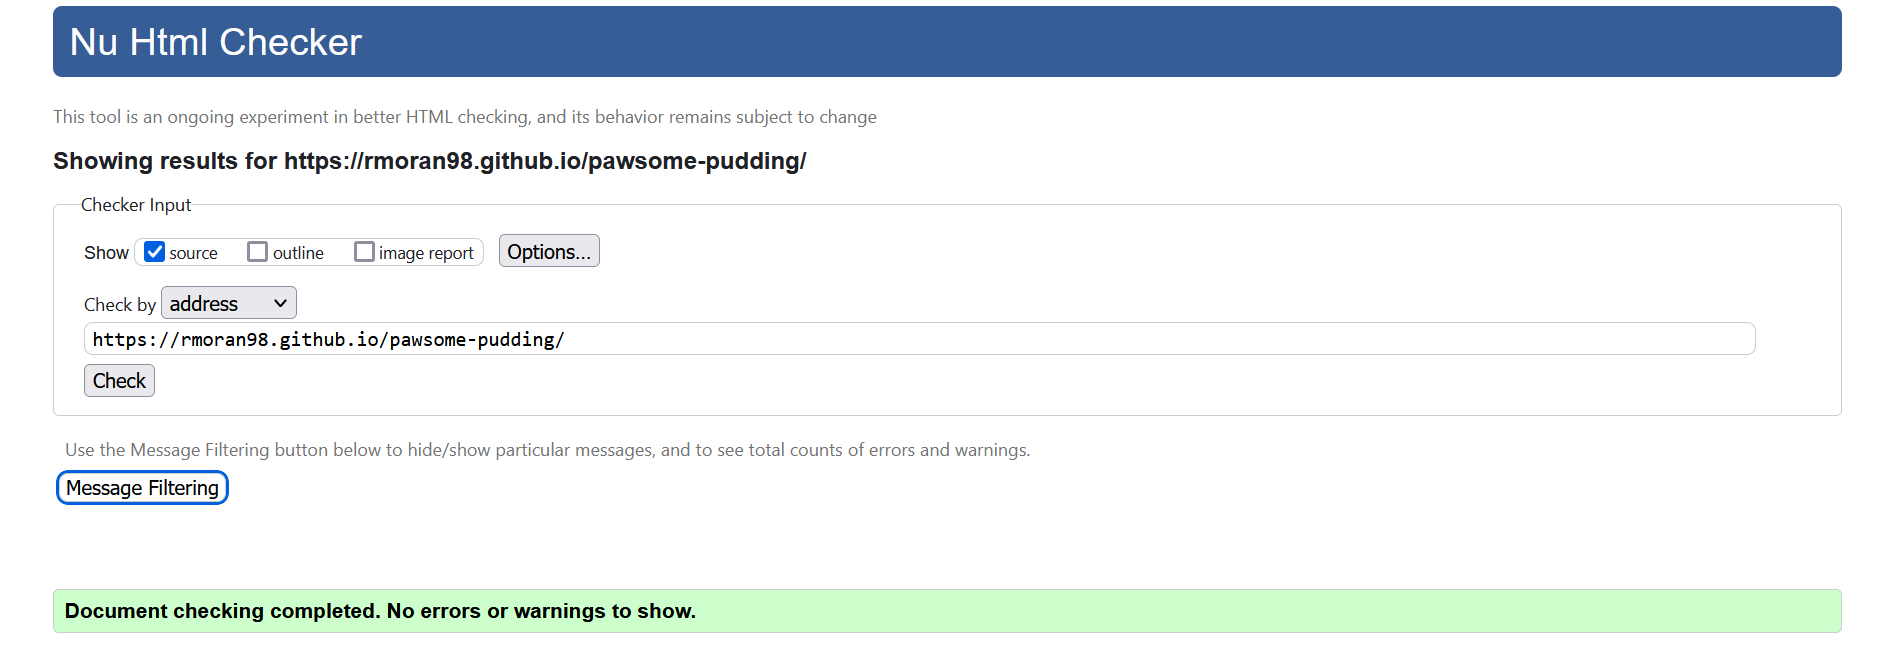 Nu Html Checker
This tool is an ongoing experiment in better HTML checking, and its behavior remains subject to change
Showing results for https://rmoran98.github.io/pawsome-pudding/
Checker Input
Show source outline image report Options...
Check by address
https://rmoran98.github.io/pawsome-pudding/
Check
Use the Message Filtering button below to hide/show particular messages, and to see total counts of errors and warnings.
Message Filtering
Document checking completed. No errors or warnings to show.